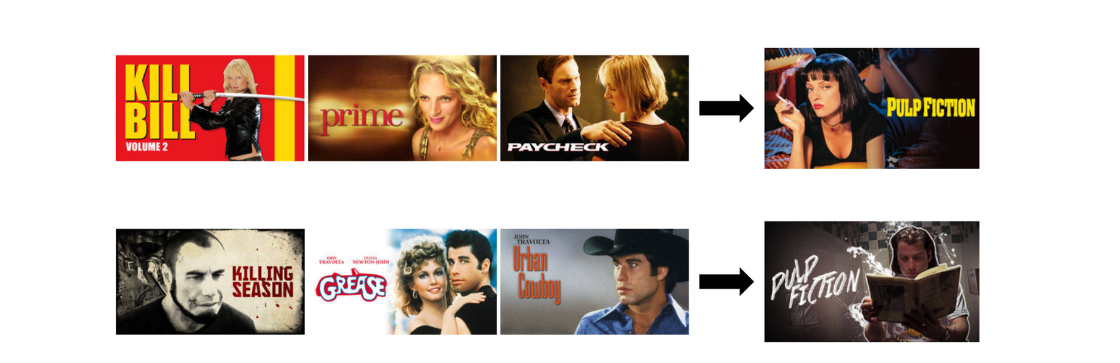 KILL
BILL
VOLUME 2
prime
PAYCHECK
PULP FICTION
KILLING
SEASON
JOHN
TRAVOLTA
OLIVIA
NEWTON-JOHN
GREASE
JOHN
TRAVOLTA
Urban
Cowboy
PULP
FICTION